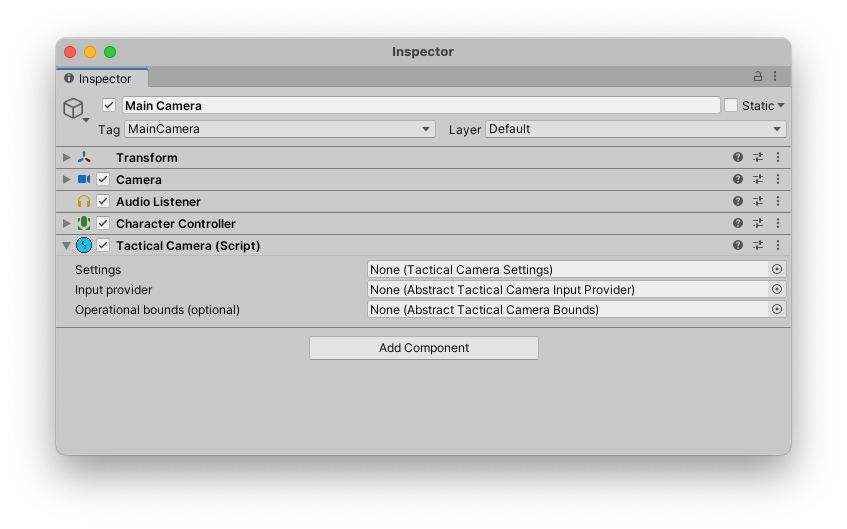 Inspector
Inspector
Main Camera Static
Tag MainCamera Layer Default
Transform
Camera
Audio Listener
Character Controller
Tactical Camera (Script)
Settings None (Tactical Camera Settings)
Input provider None (Abstract Tactical Camera Input Provider)
Operational bounds (optional) None (Abstract Tactical Camera Bounds)
Add Component